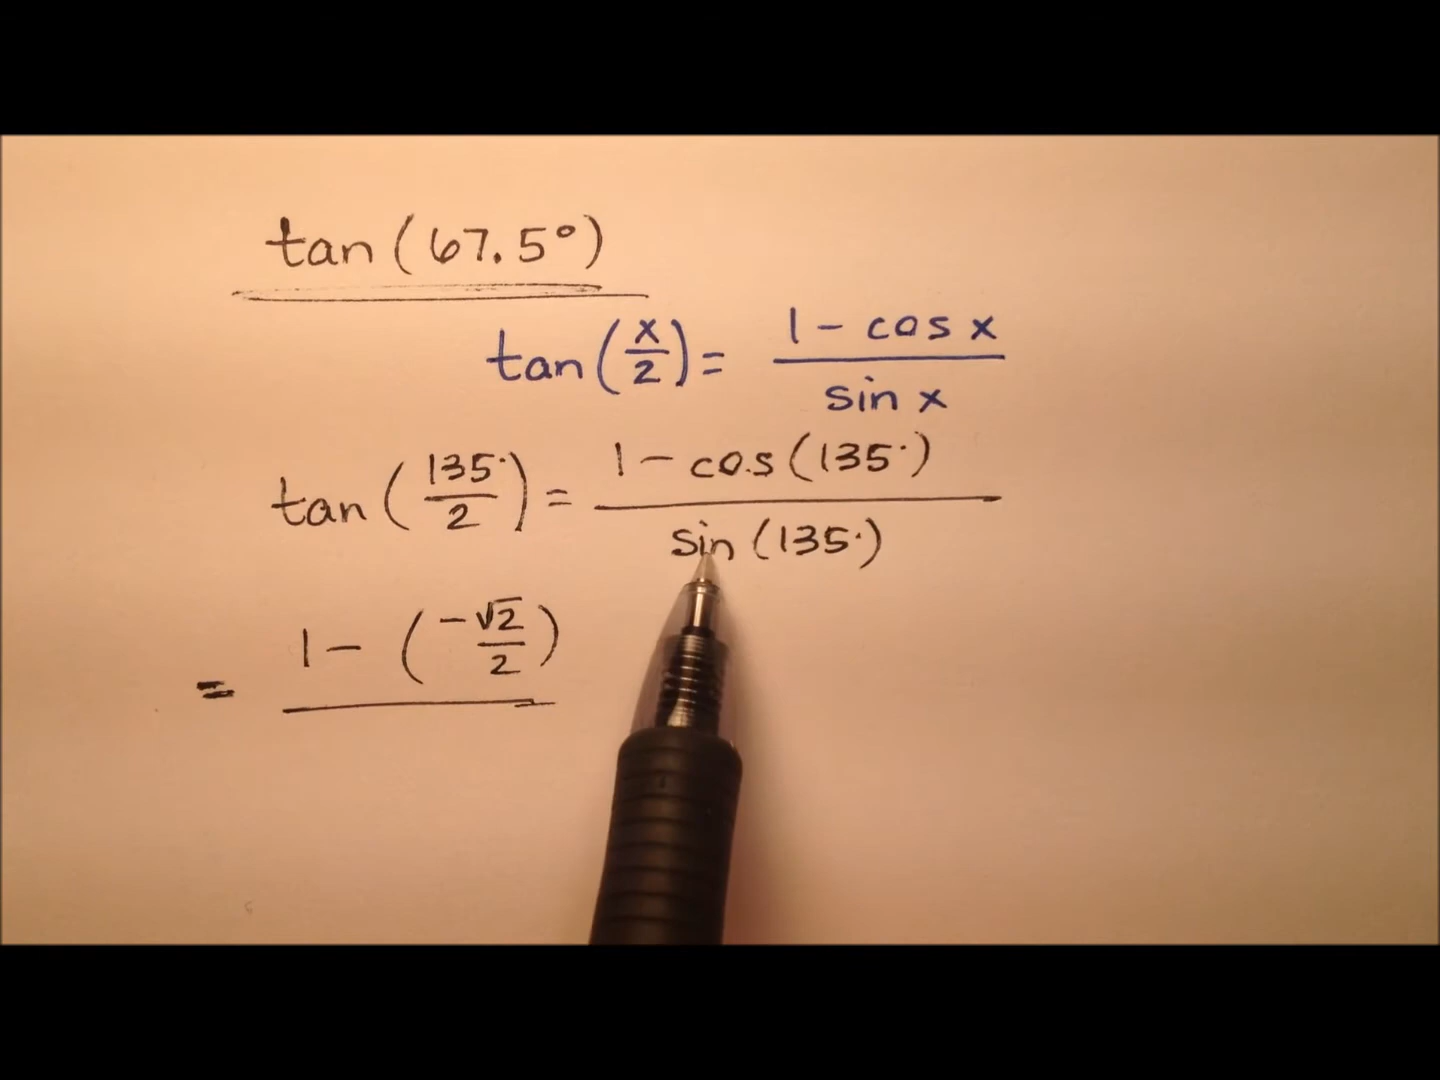 tan(67.5°)
tan(x/2) = (1 - cos x)/(sin x)
tan(135°/2) = (1 - cos(135°))/(sin(135°))
= 1 - (-√2/2)